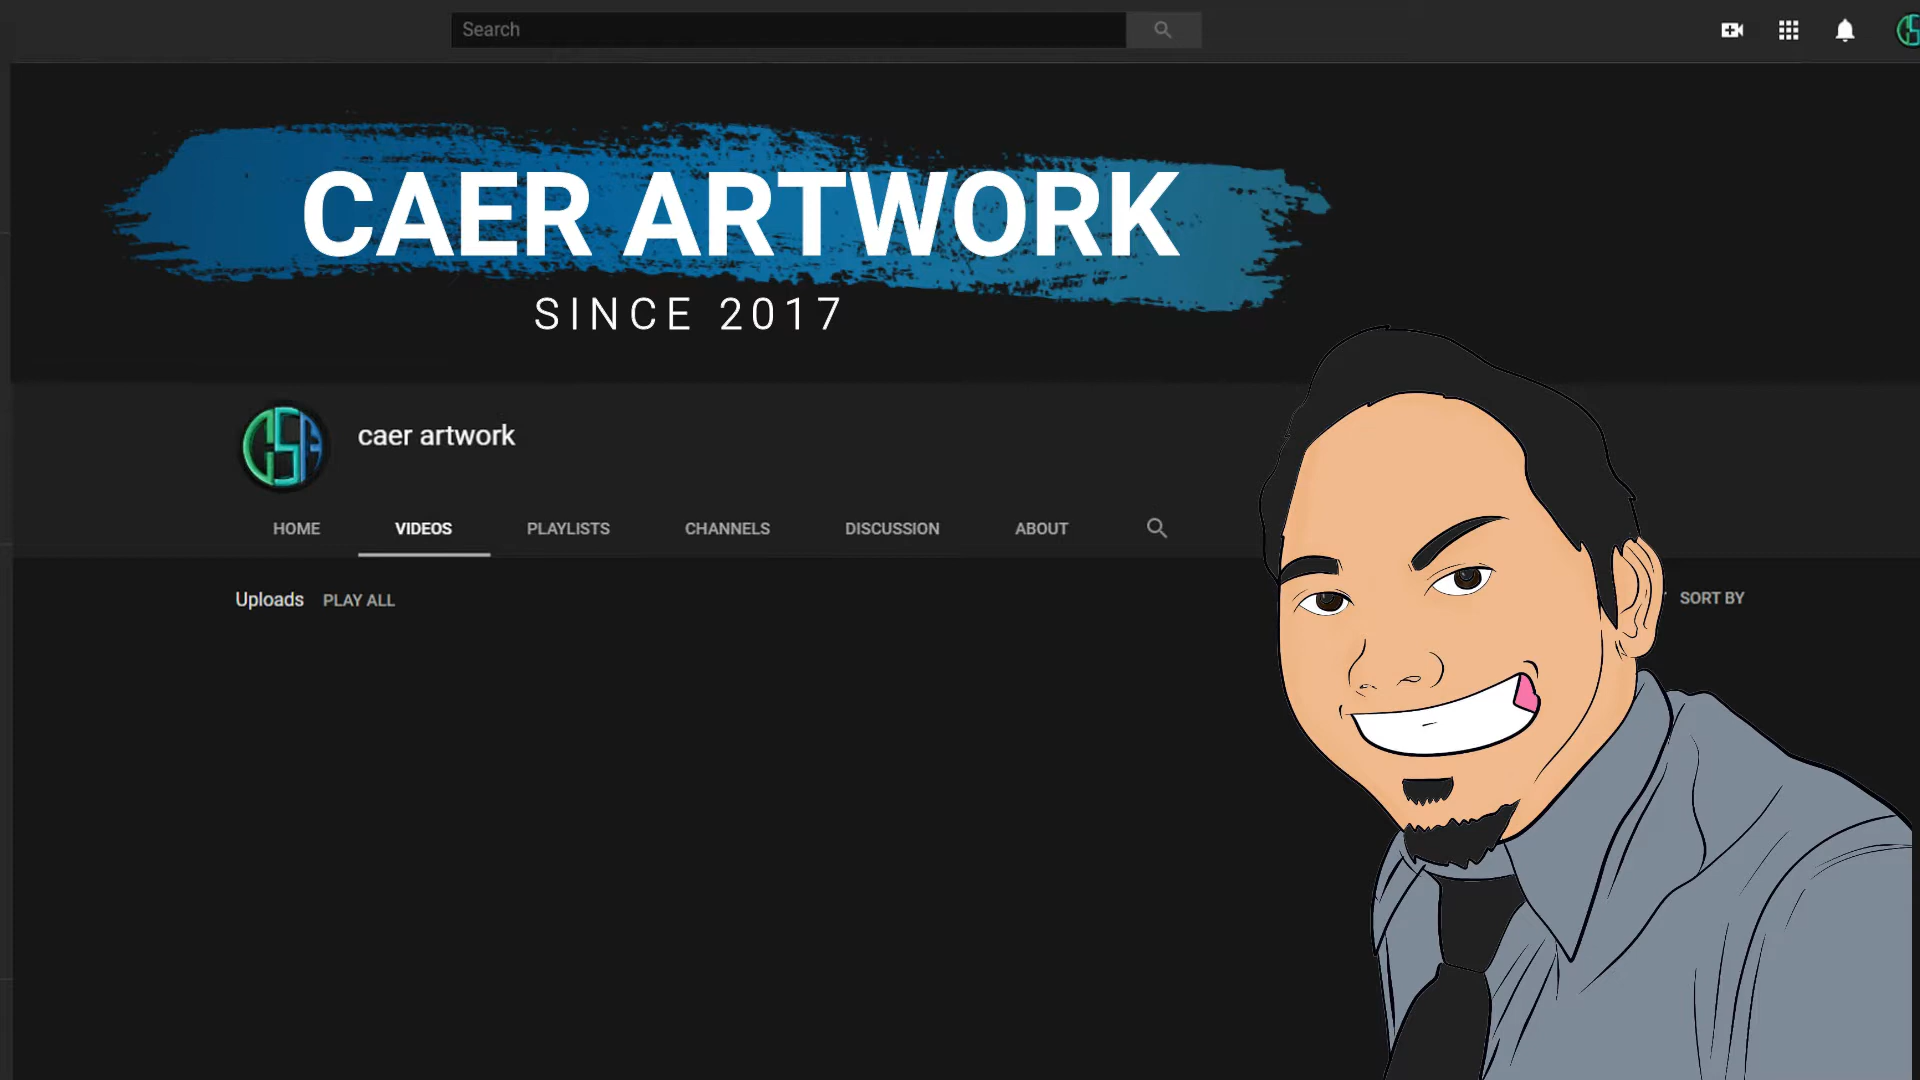 Search
CAER ARTWORK
SINCE 2017
caer artwork
HOME VIDEOS PLAYLISTS CHANNELS DISCUSSION ABOUT
Uploads PLAY ALL SORT BY